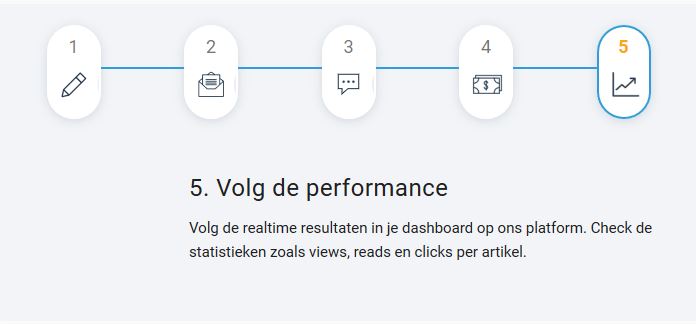 1 2 3 4 5
5. Volg de performance
Volg de realtime resultaten in je dashboard op ons platform. Check de
statistieken zoals views, reads en clicks per artikel.